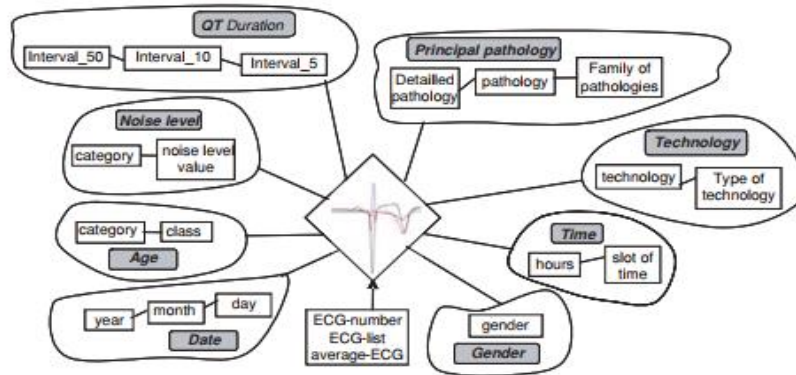 QT Duration
Interval_50
Interval_10
Interval_5
Principal pathology
Detailled
pathology
pathology
Family of
pathologies
Noise level
category
noise level
value
Technology
technology
Type of
technology
category
class
Age
Time
hours
slot of
time
year
month
day
Date
ECG-number
ECG-list
average-ECG
gender
Gender